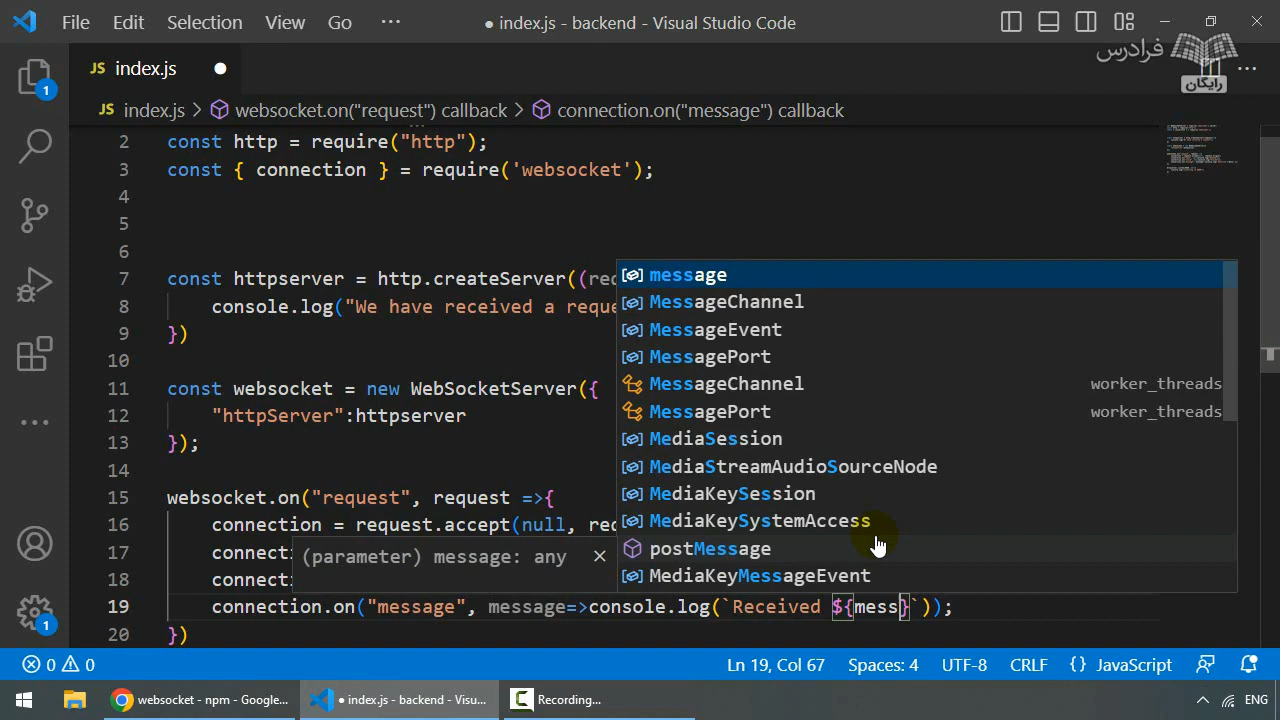 File Edit Selection View Go ··· ● index.js - backend - Visual Studio Code
فرادرس
رایگان
JS index.js ●
JS index.js > websocket.on("request") callback > connection.on("message") callback
2 const http = require("http");
3 const { connection } = require('websocket');
4
5
6
7 const httpserver = http.createServer((req
8 console.log("We have received a reque
9 })
10
11 const websocket = new WebSocketServer({
12 "httpServer":httpserver
13 });
14
15 websocket.on("request", request =>{
16 connection = request.accept(null, req
17 connecti
18 connecti
19 connection.on("message", message=>console.log(`Received ${mess}`));
20 })
(parameter) message: any ×
message
MessageChannel
MessageEvent
MessagePort
MessageChannel worker_threads
MessagePort worker_threads
MediaSession
MediaStreamAudioSourceNode
MediaKeySession
MediaKeySystemAccess
postMessage
MediaKeyMessageEvent
1
1
0 0 Ln 19, Col 67 Spaces: 4 UTF-8 CRLF {} JavaScript
websocket - npm - Google... ● index.js - backend - Visu... Recording... ENG